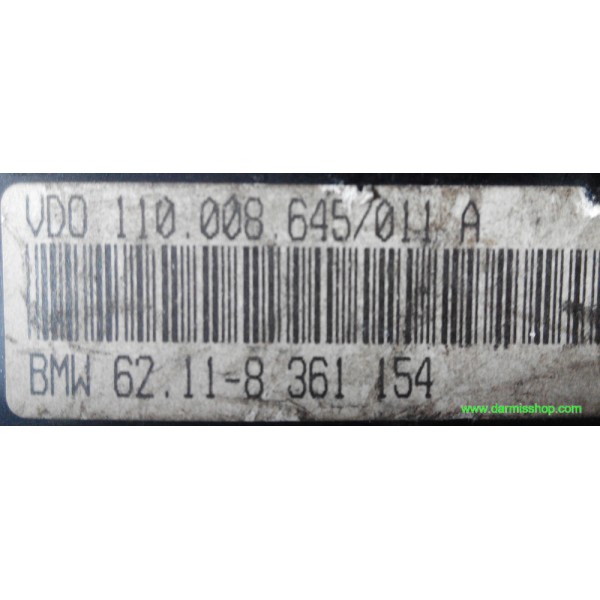 VDO 110.008.645/011 A
BMW 62.11-8 361 154
www.darmisshop.com